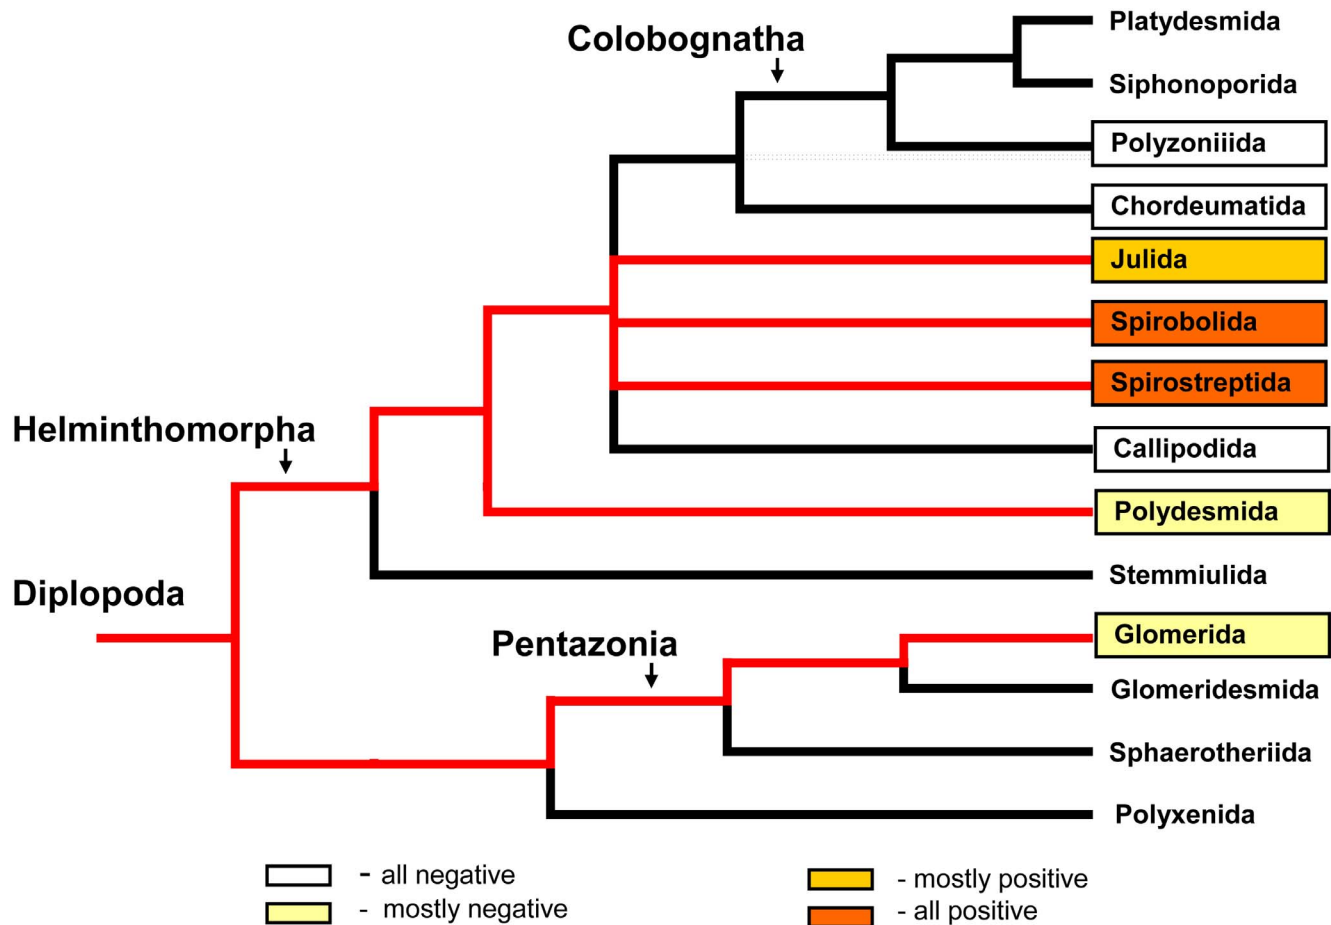 Colobognatha
Platydesmida
Siphonoporida
Polyzoniiida
Chordeumatida
Julida
Spirobolida
Spirostreptida
Helminthomorpha
Callipodida
Polydesmida
Stemmiulida
Diplopoda
Pentazonia
Glomerida
Glomeridesmida
Sphaerotheriida
Polyxenida
- all negative
- mostly negative
- mostly positive
- all positive